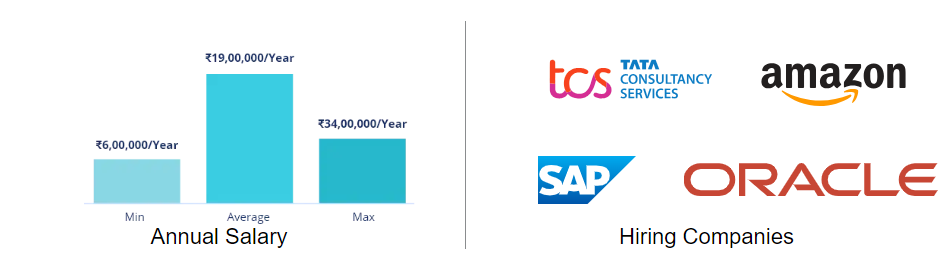 ₹19,00,000/Year
₹34,00,000/Year
₹6,00,000/Year
Min
Average
Max
Annual Salary
tcs
TATA
CONSULTANCY
SERVICES
amazon
SAP
ORACLE
Hiring Companies